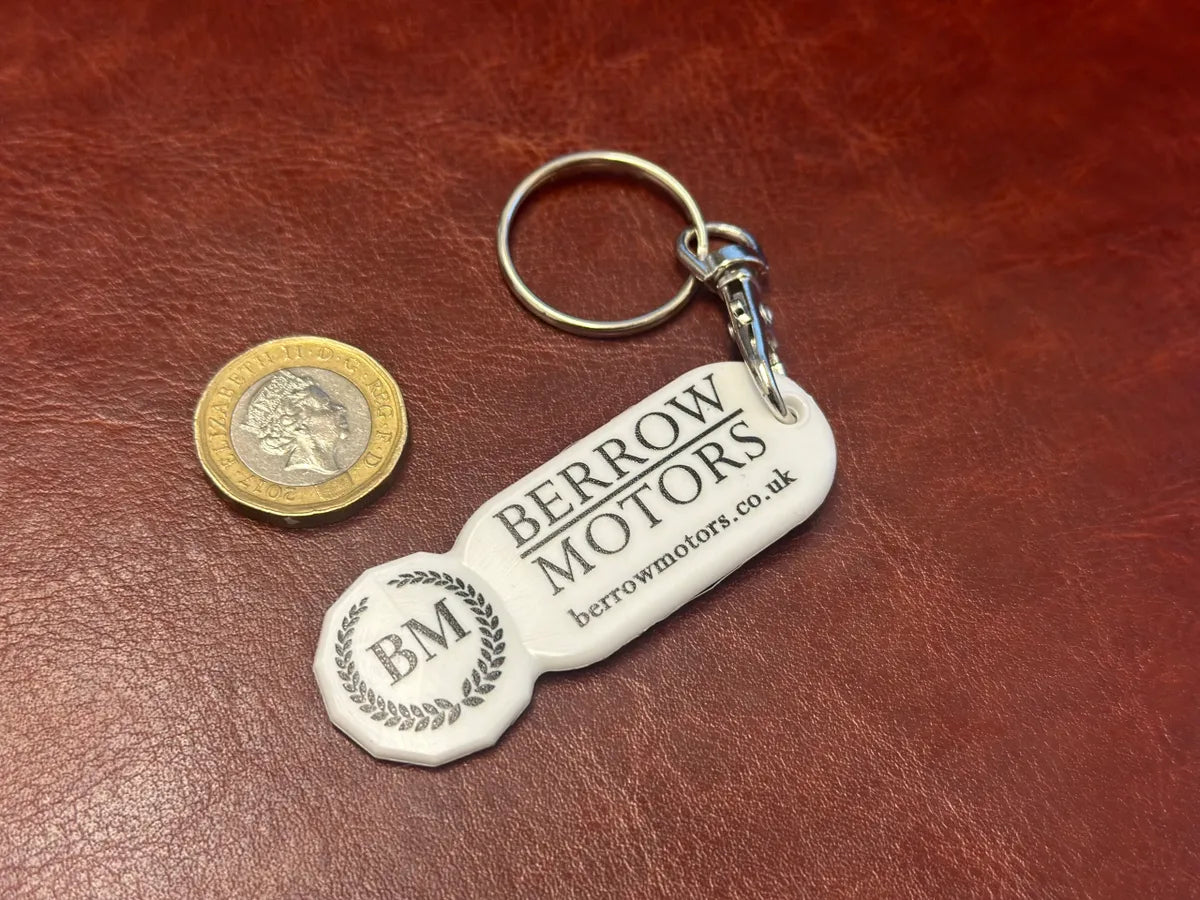 ELIZABETH II · D · G · REG · F · D · 2017
BERROW
MOTORS
berrowmotors.co.uk
BM